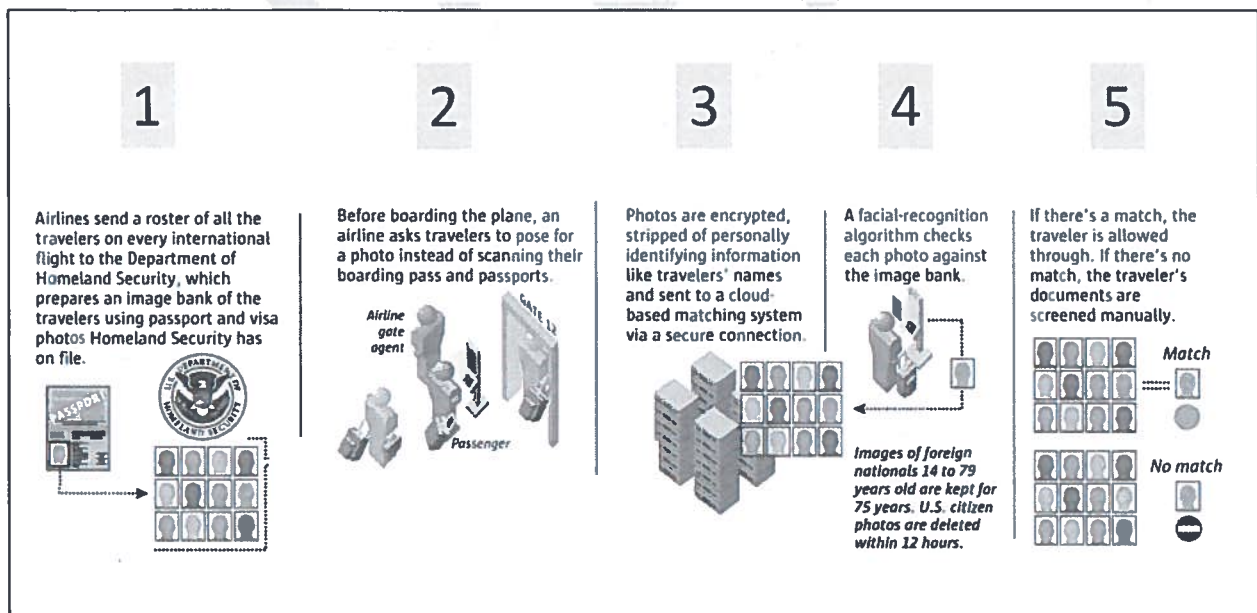 1
Airlines send a roster of all the
travelers on every international
flight to the Department of
Homeland Security, which
prepares an image bank of the
travelers using passport and visa
photos Homeland Security has
on file.
PASSPORT
U.S. DEPARTMENT OF
HOMELAND SECURITY
2
Before boarding the plane, an
airline asks travelers to pose for
a photo instead of scanning their
boarding pass and passports.
Airline
gate
agent
GATE 12
Passenger
3
Photos are encrypted,
stripped of personally
identifying information
like travelers' names
and sent to a cloud-
based matching system
via a secure connection.
4
A facial-recognition
algorithm checks
each photo against
the image bank.
Images of foreign
nationals 14 to 79
years old are kept for
75 years. U.S. citizen
photos are deleted
within 12 hours.
5
If there's a match, the
traveler is allowed
through. If there's no
match, the traveler's
documents are
screened manually.
Match
No match